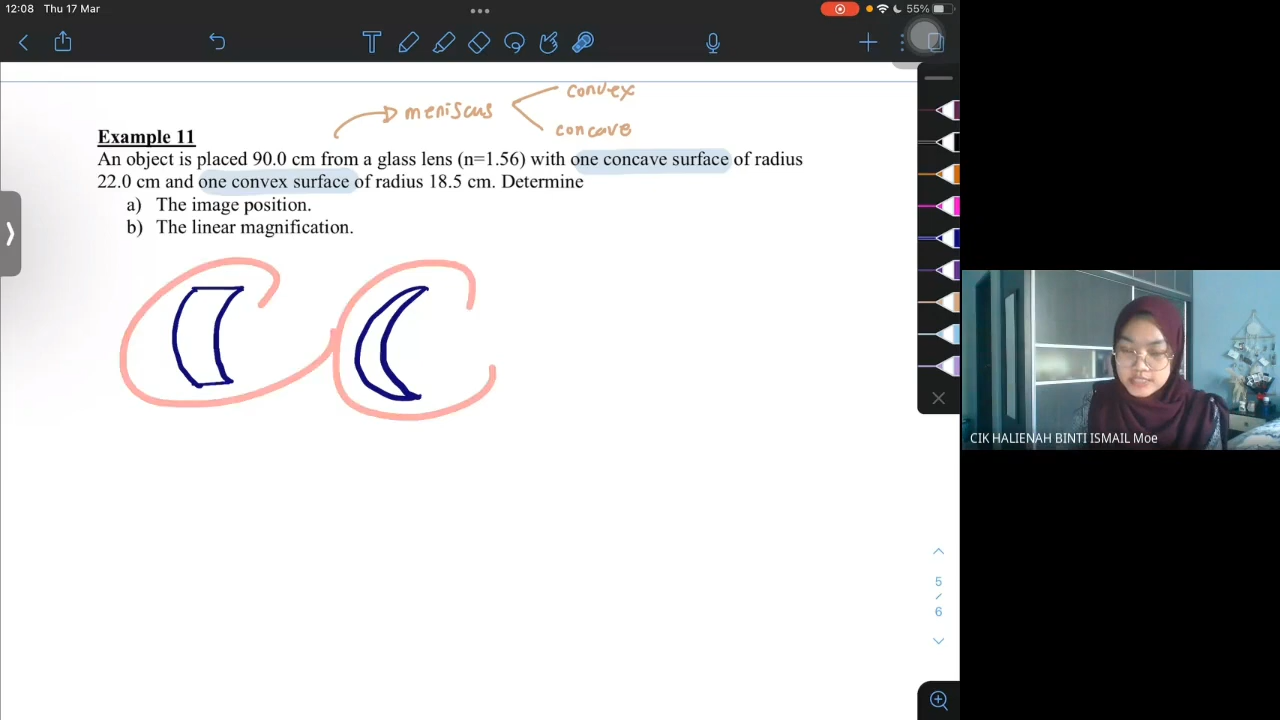 12:08 Thu 17 Mar
55%
convex
meniscus
concave
Example 11
An object is placed 90.0 cm from a glass lens (n=1.56) with one concave surface of radius
22.0 cm and one convex surface of radius 18.5 cm. Determine
a) The image position.
b) The linear magnification.
CIK HALIENAH BINTI ISMAIL Moe
5
/
6